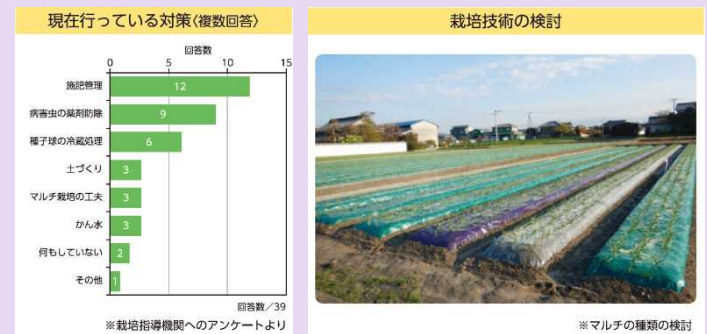 現在行っている対策〈複数回答〉
回答数
0 5 10 15
施肥管理 12
病害虫の薬剤防除 9
種子球の冷蔵処理 6
土づくり 3
マルチ栽培の工夫 3
かん水 3
何もしていない 2
その他 1
回答数／39
※栽培指導機関へのアンケートより
栽培技術の検討
※マルチの種類の検討